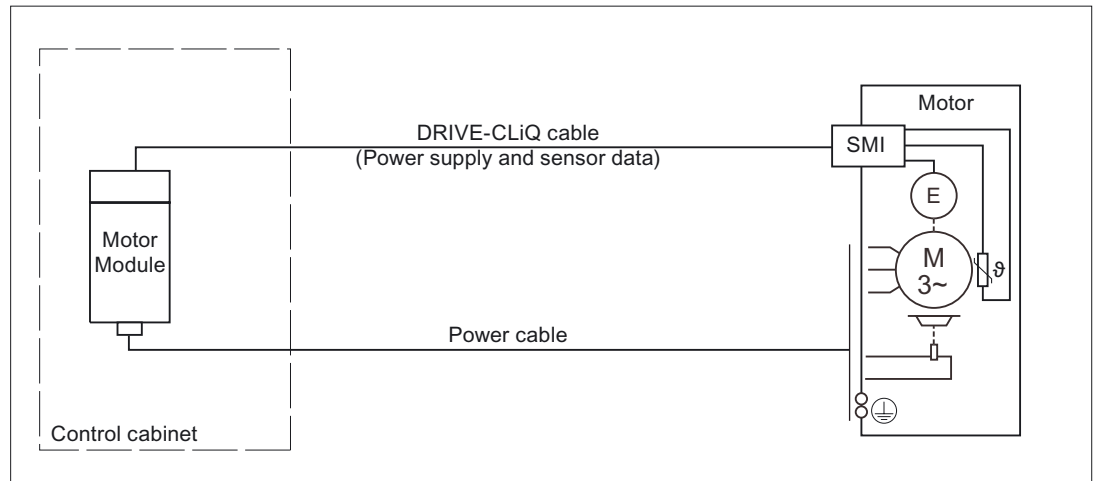 Motor
DRIVE-CLiQ cable
(Power supply and sensor data)
SMI
E
Motor
Module
M
3~
ϑ
Power cable
Control cabinet